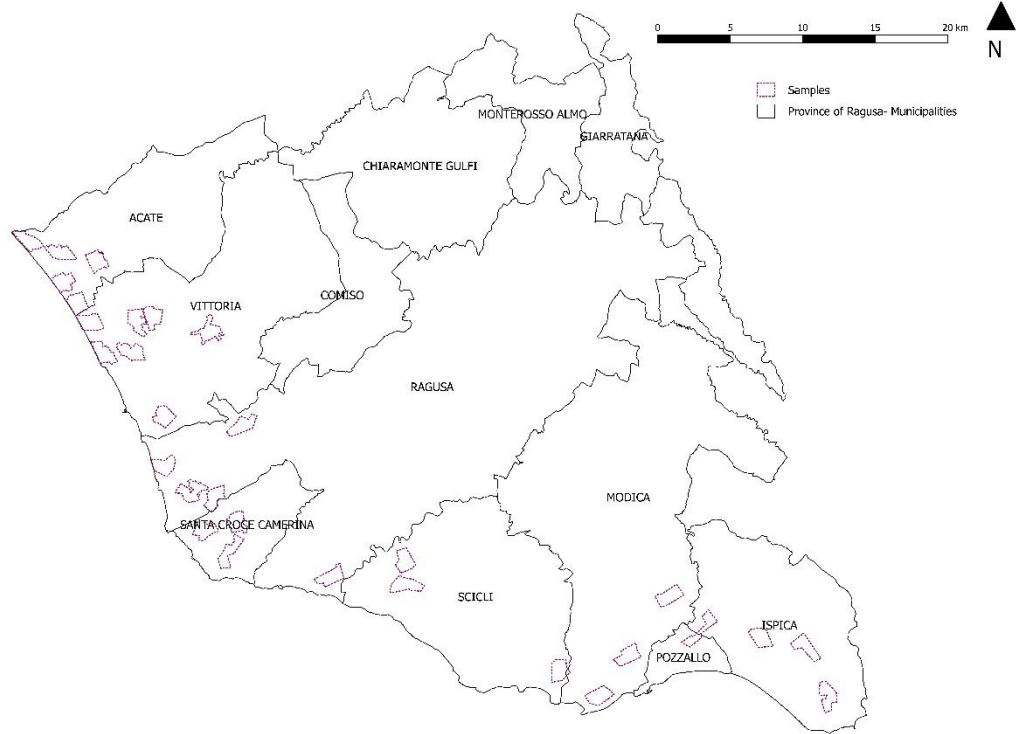 0 5 10 15 20 km
N
Samples
Province of Ragusa- Municipalities
MONTEROSSO ALMO
GIARRATANA
CHIARAMONTE GULFI
ACATE
VITTORIA
COMISO
RAGUSA
MODICA
SANTA CROCE CAMERINA
SCICLI
ISPICA
POZZALLO